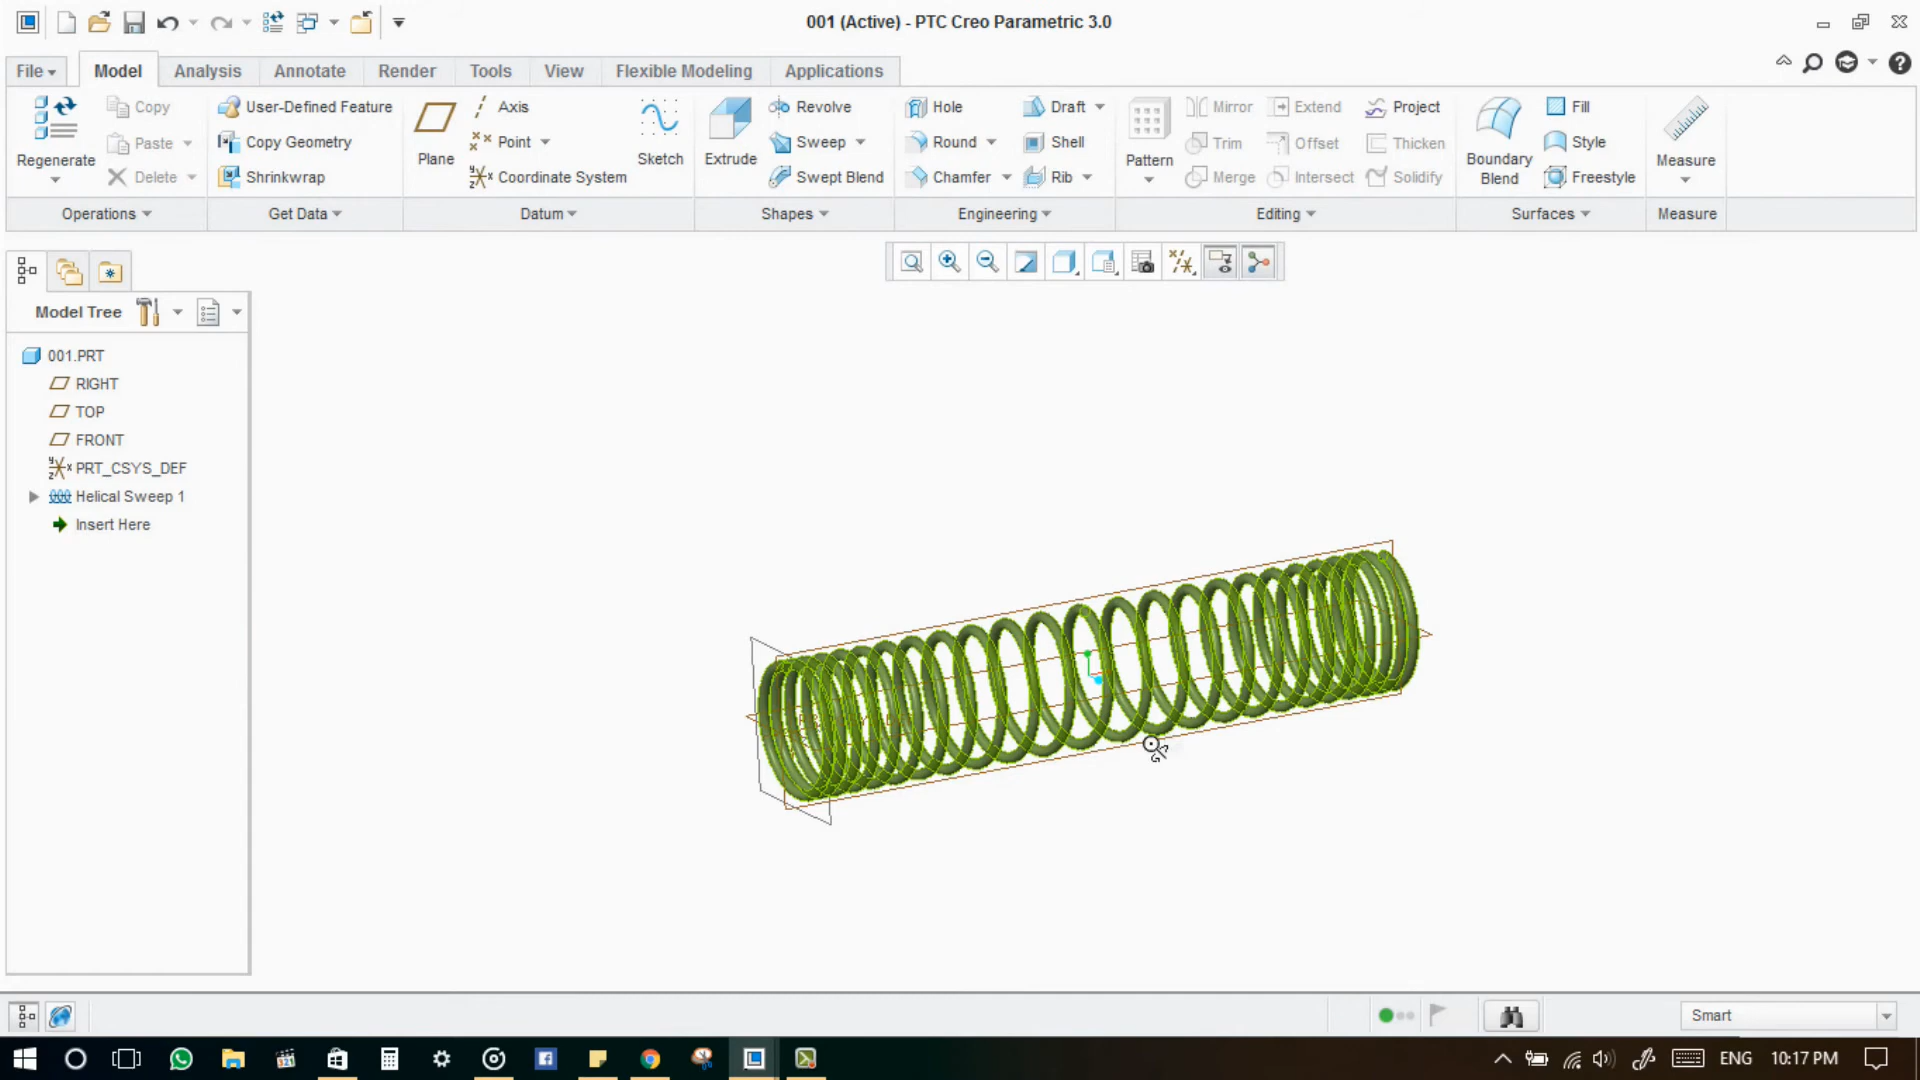 001 (Active) - PTC Creo Parametric 3.0
File
Model
Analysis
Annotate
Render
Tools
View
Flexible Modeling
Applications
Regenerate
Copy
Paste
Delete
Operations
User-Defined Feature
Copy Geometry
Shrinkwrap
Get Data
Plane
Axis
Point
Coordinate System
Sketch
Datum
Extrude
Revolve
Sweep
Swept Blend
Shapes
Hole
Round
Chamfer
Draft
Shell
Rib
Engineering
Pattern
Mirror
Trim
Merge
Extend
Offset
Intersect
Project
Thicken
Solidify
Editing
Boundary
Blend
Fill
Style
Freestyle
Surfaces
Measure
Measure
Model Tree
001.PRT
RIGHT
TOP
FRONT
PRT_CSYS_DEF
Helical Sweep 1
Insert Here
Smart
ENG
10:17 PM